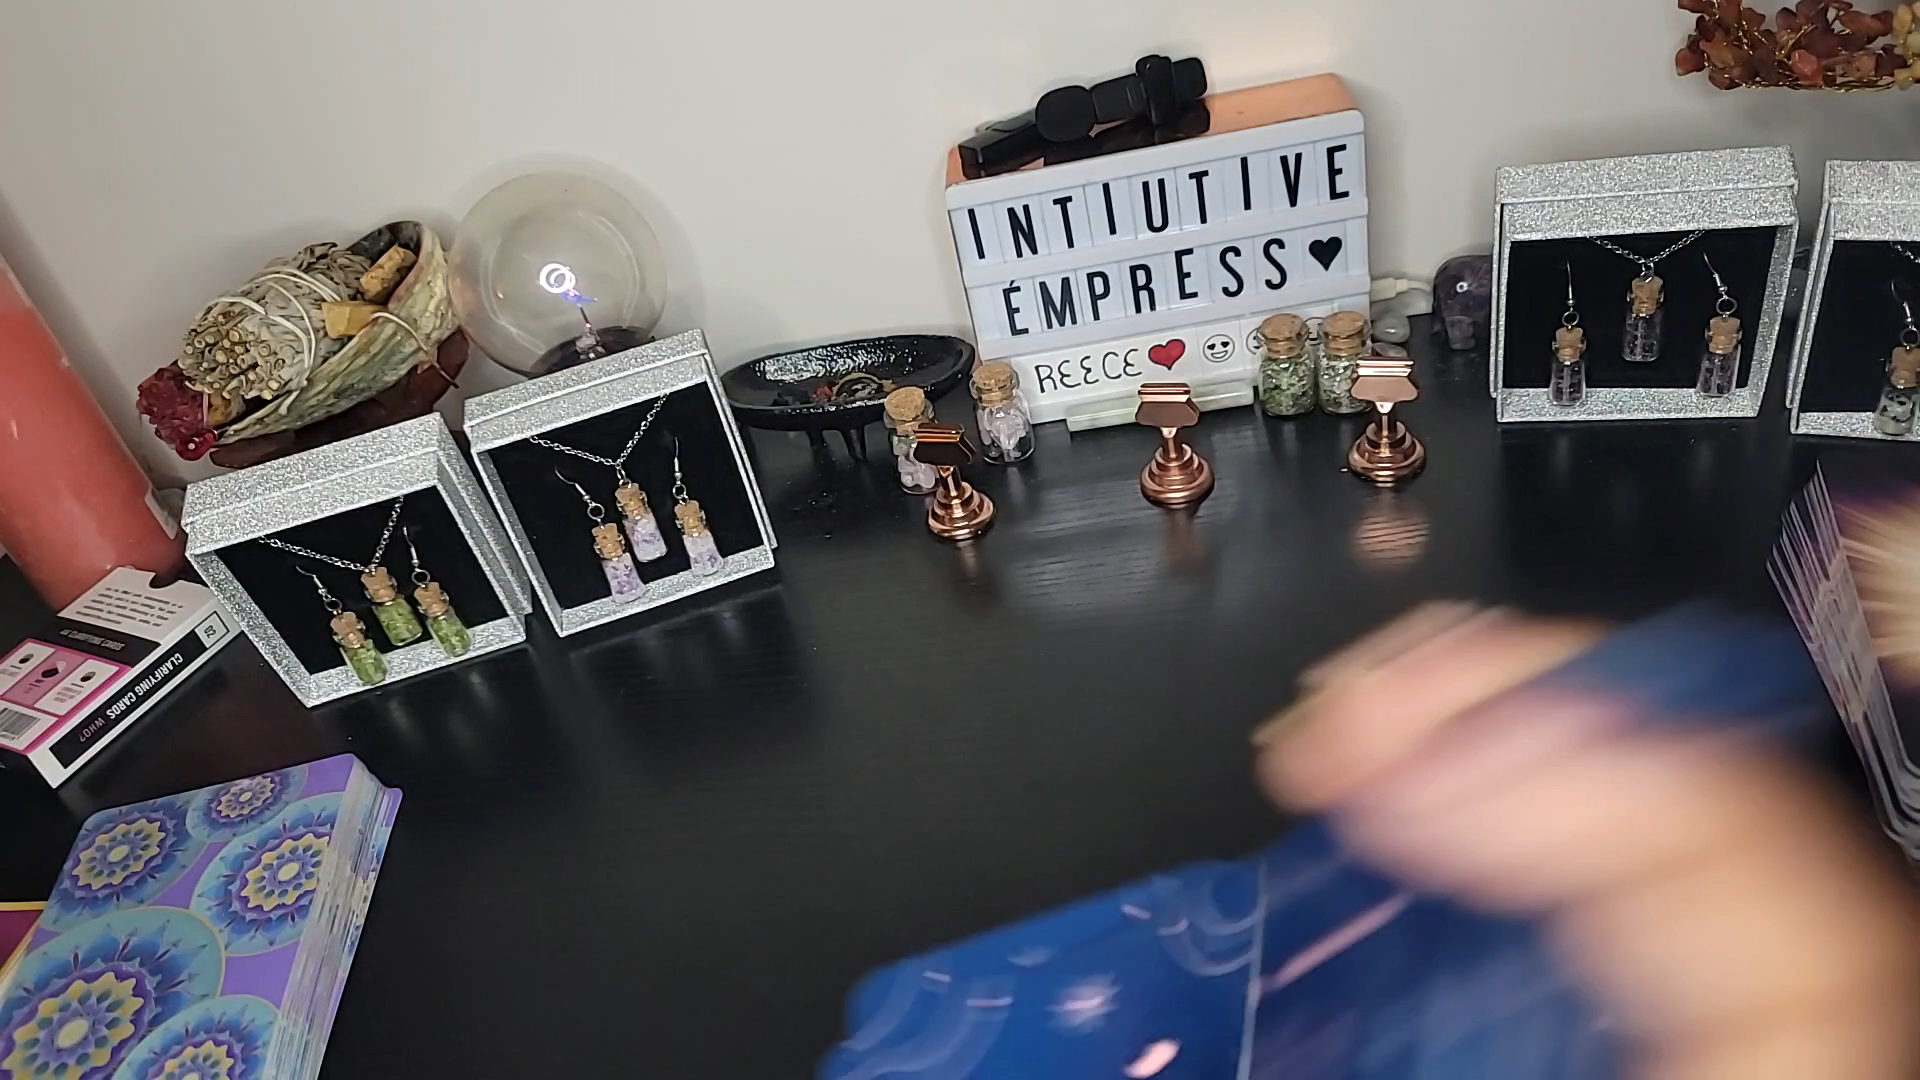 INTIUTIVE
ÉMPRESS♥
REECE❤
CLARIFYING CARDS WHO?